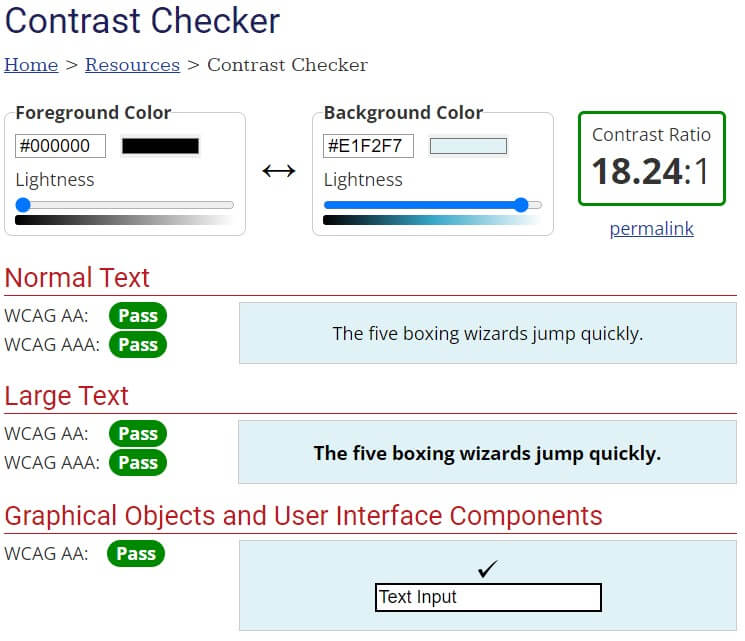 Contrast Checker
Home > Resources > Contrast Checker
Foreground Color
#000000
Lightness
↔
Background Color
#E1F2F7
Lightness
Contrast Ratio
18.24:1
permalink
Normal Text
WCAG AA: Pass
WCAG AAA: Pass
The five boxing wizards jump quickly.
Large Text
WCAG AA: Pass
WCAG AAA: Pass
The five boxing wizards jump quickly.
Graphical Objects and User Interface Components
WCAG AA: Pass
✓
Text Input